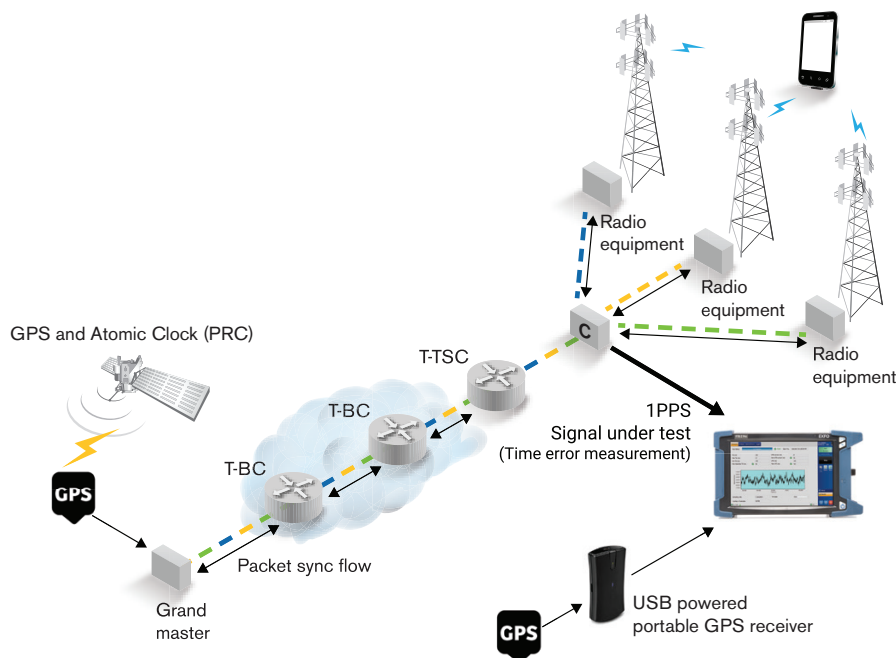 Radio
equipment
Radio
equipment
Radio
equipment
C
GPS and Atomic Clock (PRC)
T-TSC
T-BC
T-BC
GPS
1PPS
Signal under test
(Time error measurement)
EXFO
Packet sync flow
Grand
master
GPS
USB powered
portable GPS receiver